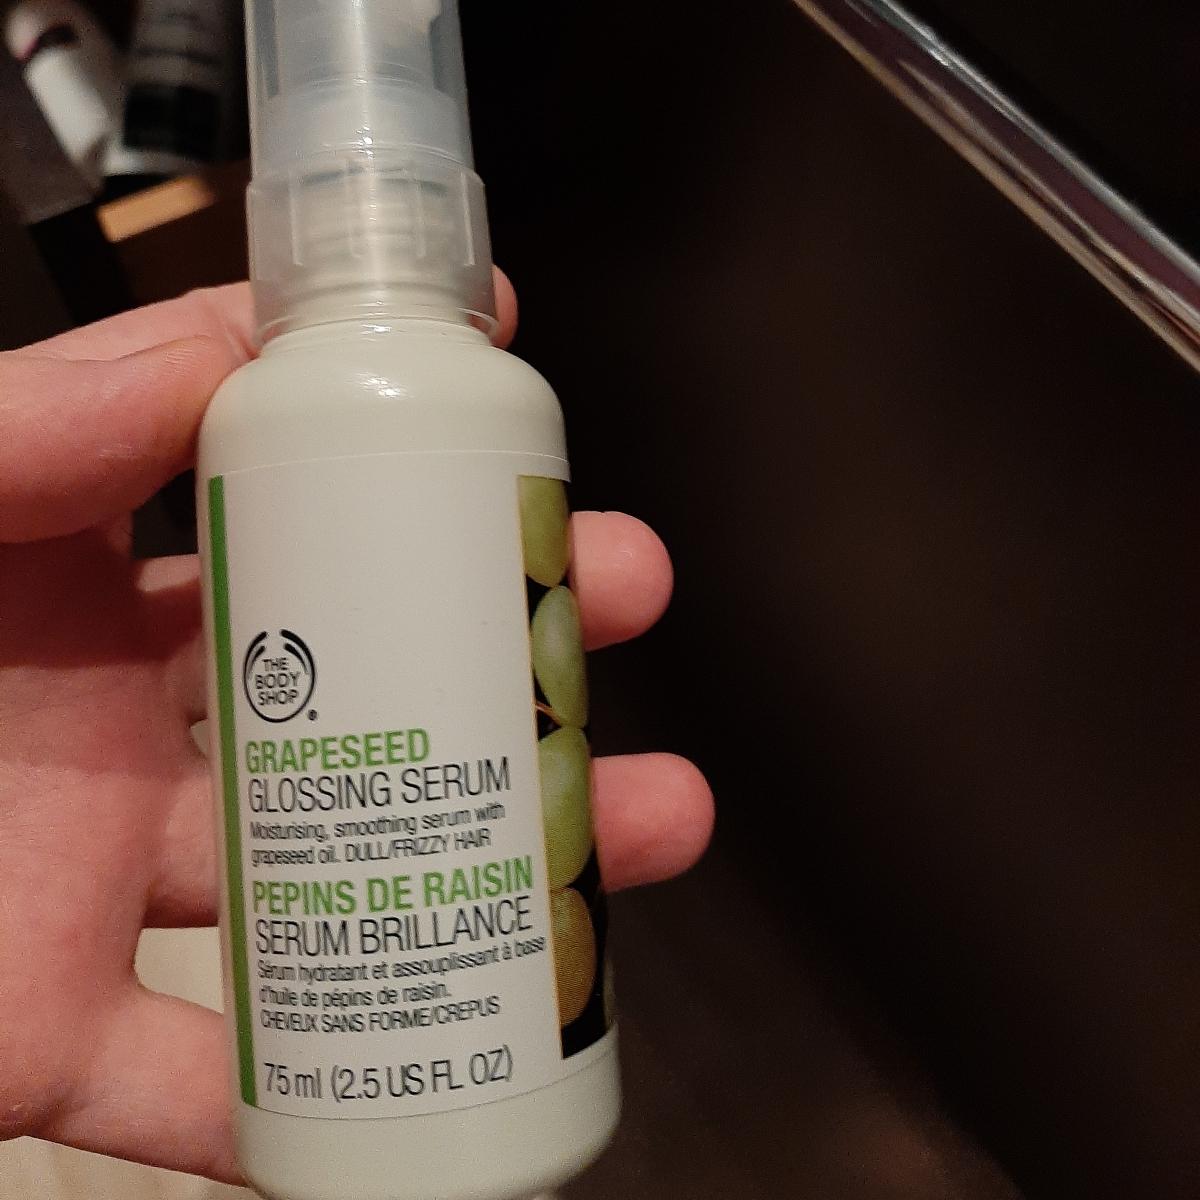 THE
BODY
SHOP
GRAPESEED
GLOSSING SERUM
Moisturising, smoothing serum with
grapeseed oil. DULL/FRIZZY HAIR
PEPINS DE RAISIN
SERUM BRILLANCE
Sérum hydratant et assouplissant à base
d'huile de pépins de raisin.
CHEVEUX SANS FORME/CREPUS
75 ml (2.5 US FL OZ)